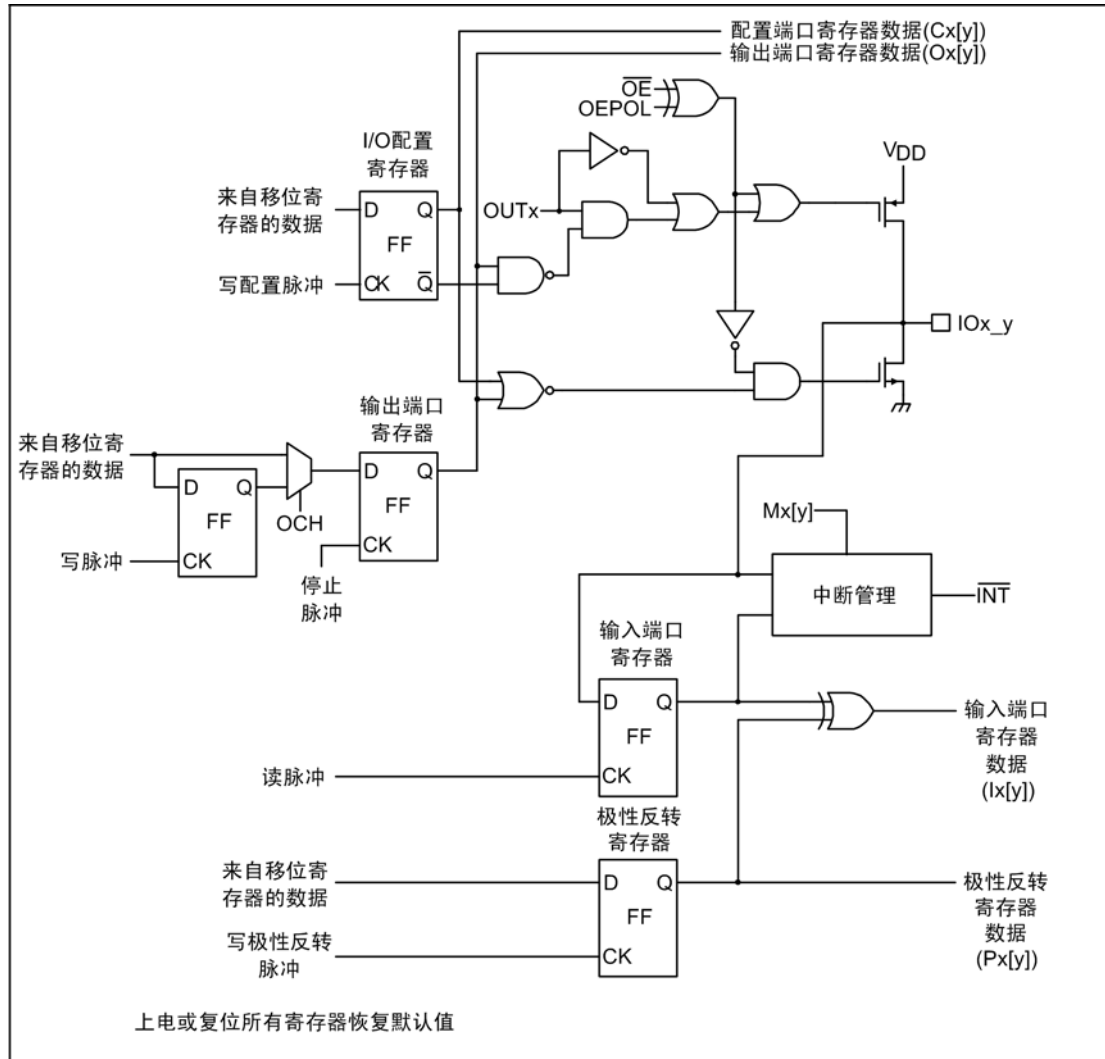 配置端口寄存器数据(Cx[y])
输出端口寄存器数据(Ox[y])
OE
OEPOL
I/O配置
寄存器
VDD
来自移位寄
存器的数据
D
Q
FF
OUTx
写配置脉冲
CK
Q
IOx_y
输出端口
寄存器
来自移位寄
存器的数据
D
Q
FF
CK
写脉冲
OCH
D
Q
FF
CK
停止
脉冲
Mx[y]
中断管理
INT
输入端口
寄存器
D
Q
FF
CK
读脉冲
输入端口
寄存器
数据
(Ix[y])
极性反转
寄存器
来自移位寄
存器的数据
D
Q
FF
CK
写极性反转
脉冲
极性反转
寄存器
数据
(Px[y])
上电或复位所有寄存器恢复默认值